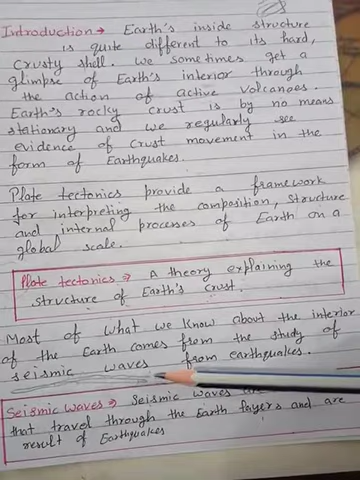 Introduction → Earth's inside structure
is quite different to its hard,
crusty shell. We sometimes get a
glimpse of Earth's interior through
the action of active volcanoes.
Earth's rocky crust is by no means
stationary and we regularly see
evidence of crust movement in the
form of Earthquakes.
Plate tectonics provide a framework
for interpreting the composition, structure
and internal processes of Earth on a
global scale.
Plate tectonics → A theory explaining the
structure of Earth's crust.
Most of what we know about the interior
of the Earth comes from the study of
seismic waves from earthquakes.
Seismic waves → Seismic waves
that travel through the Earth layers and are
result of Earthquakes